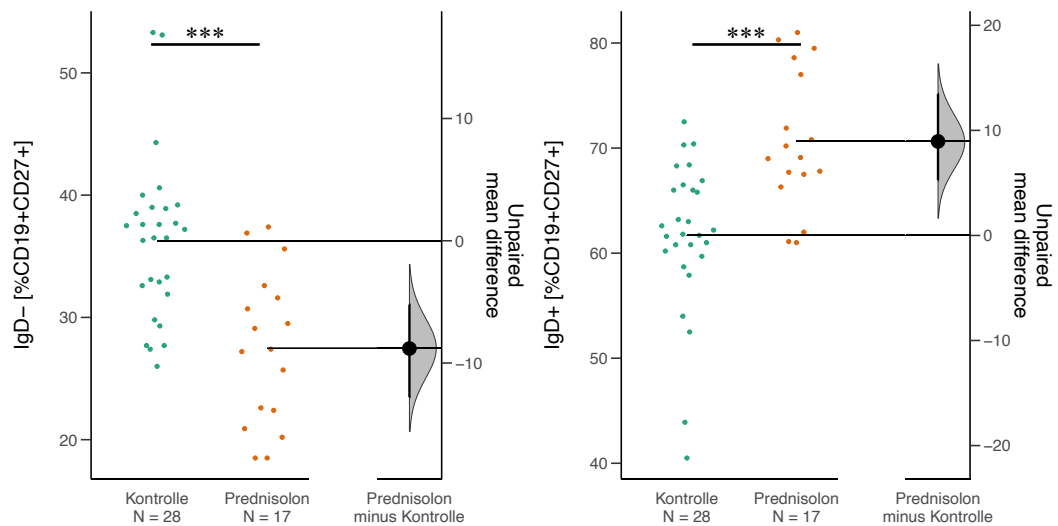 ***
50
40
30
20
IgD− [%CD19+CD27+]
10
0
−10
Unpaired
mean difference
Kontrolle
N = 28
Prednisolon
N = 17
Prednisolon
minus Kontrolle
***
80
70
60
50
40
IgD+ [%CD19+CD27+]
20
10
0
−10
−20
Unpaired
mean difference
Kontrolle
N = 28
Prednisolon
N = 17
Prednisolon
minus Kontrolle